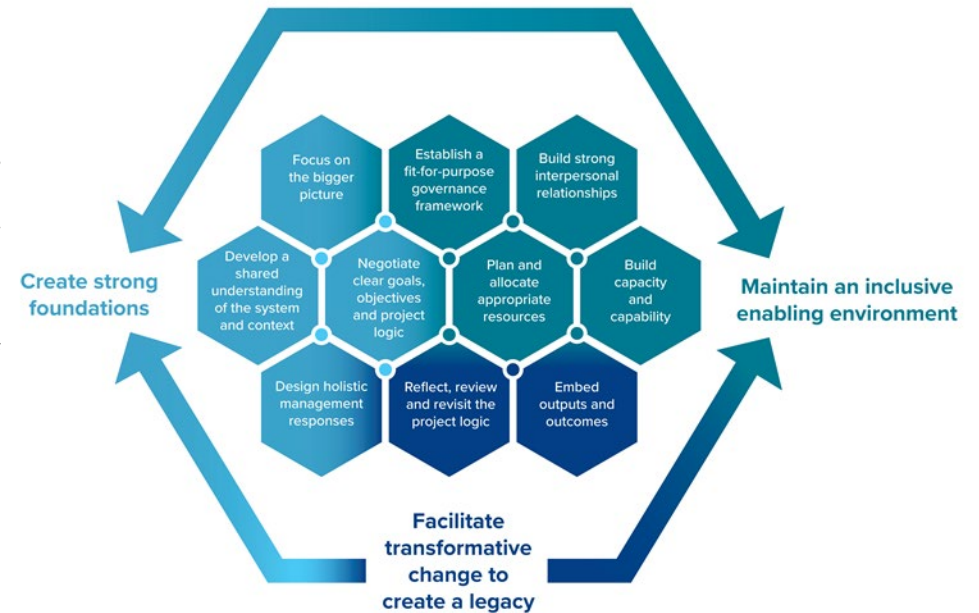 Focus on
the bigger
picture
Establish a
fit-for-purpose
governance
framework
Build strong
interpersonal
relationships
Create strong
foundations
Develop a
shared
understanding
of the system
and context
Negotiate
clear goals,
objectives
and project
logic
Plan and
allocate
appropriate
resources
Build
capacity
and
capability
Maintain an inclusive
enabling environment
Design holistic
management
responses
Reflect, review
and revisit the
project logic
Embed
outputs and
outcomes
Facilitate
transformative
change to
create a legacy